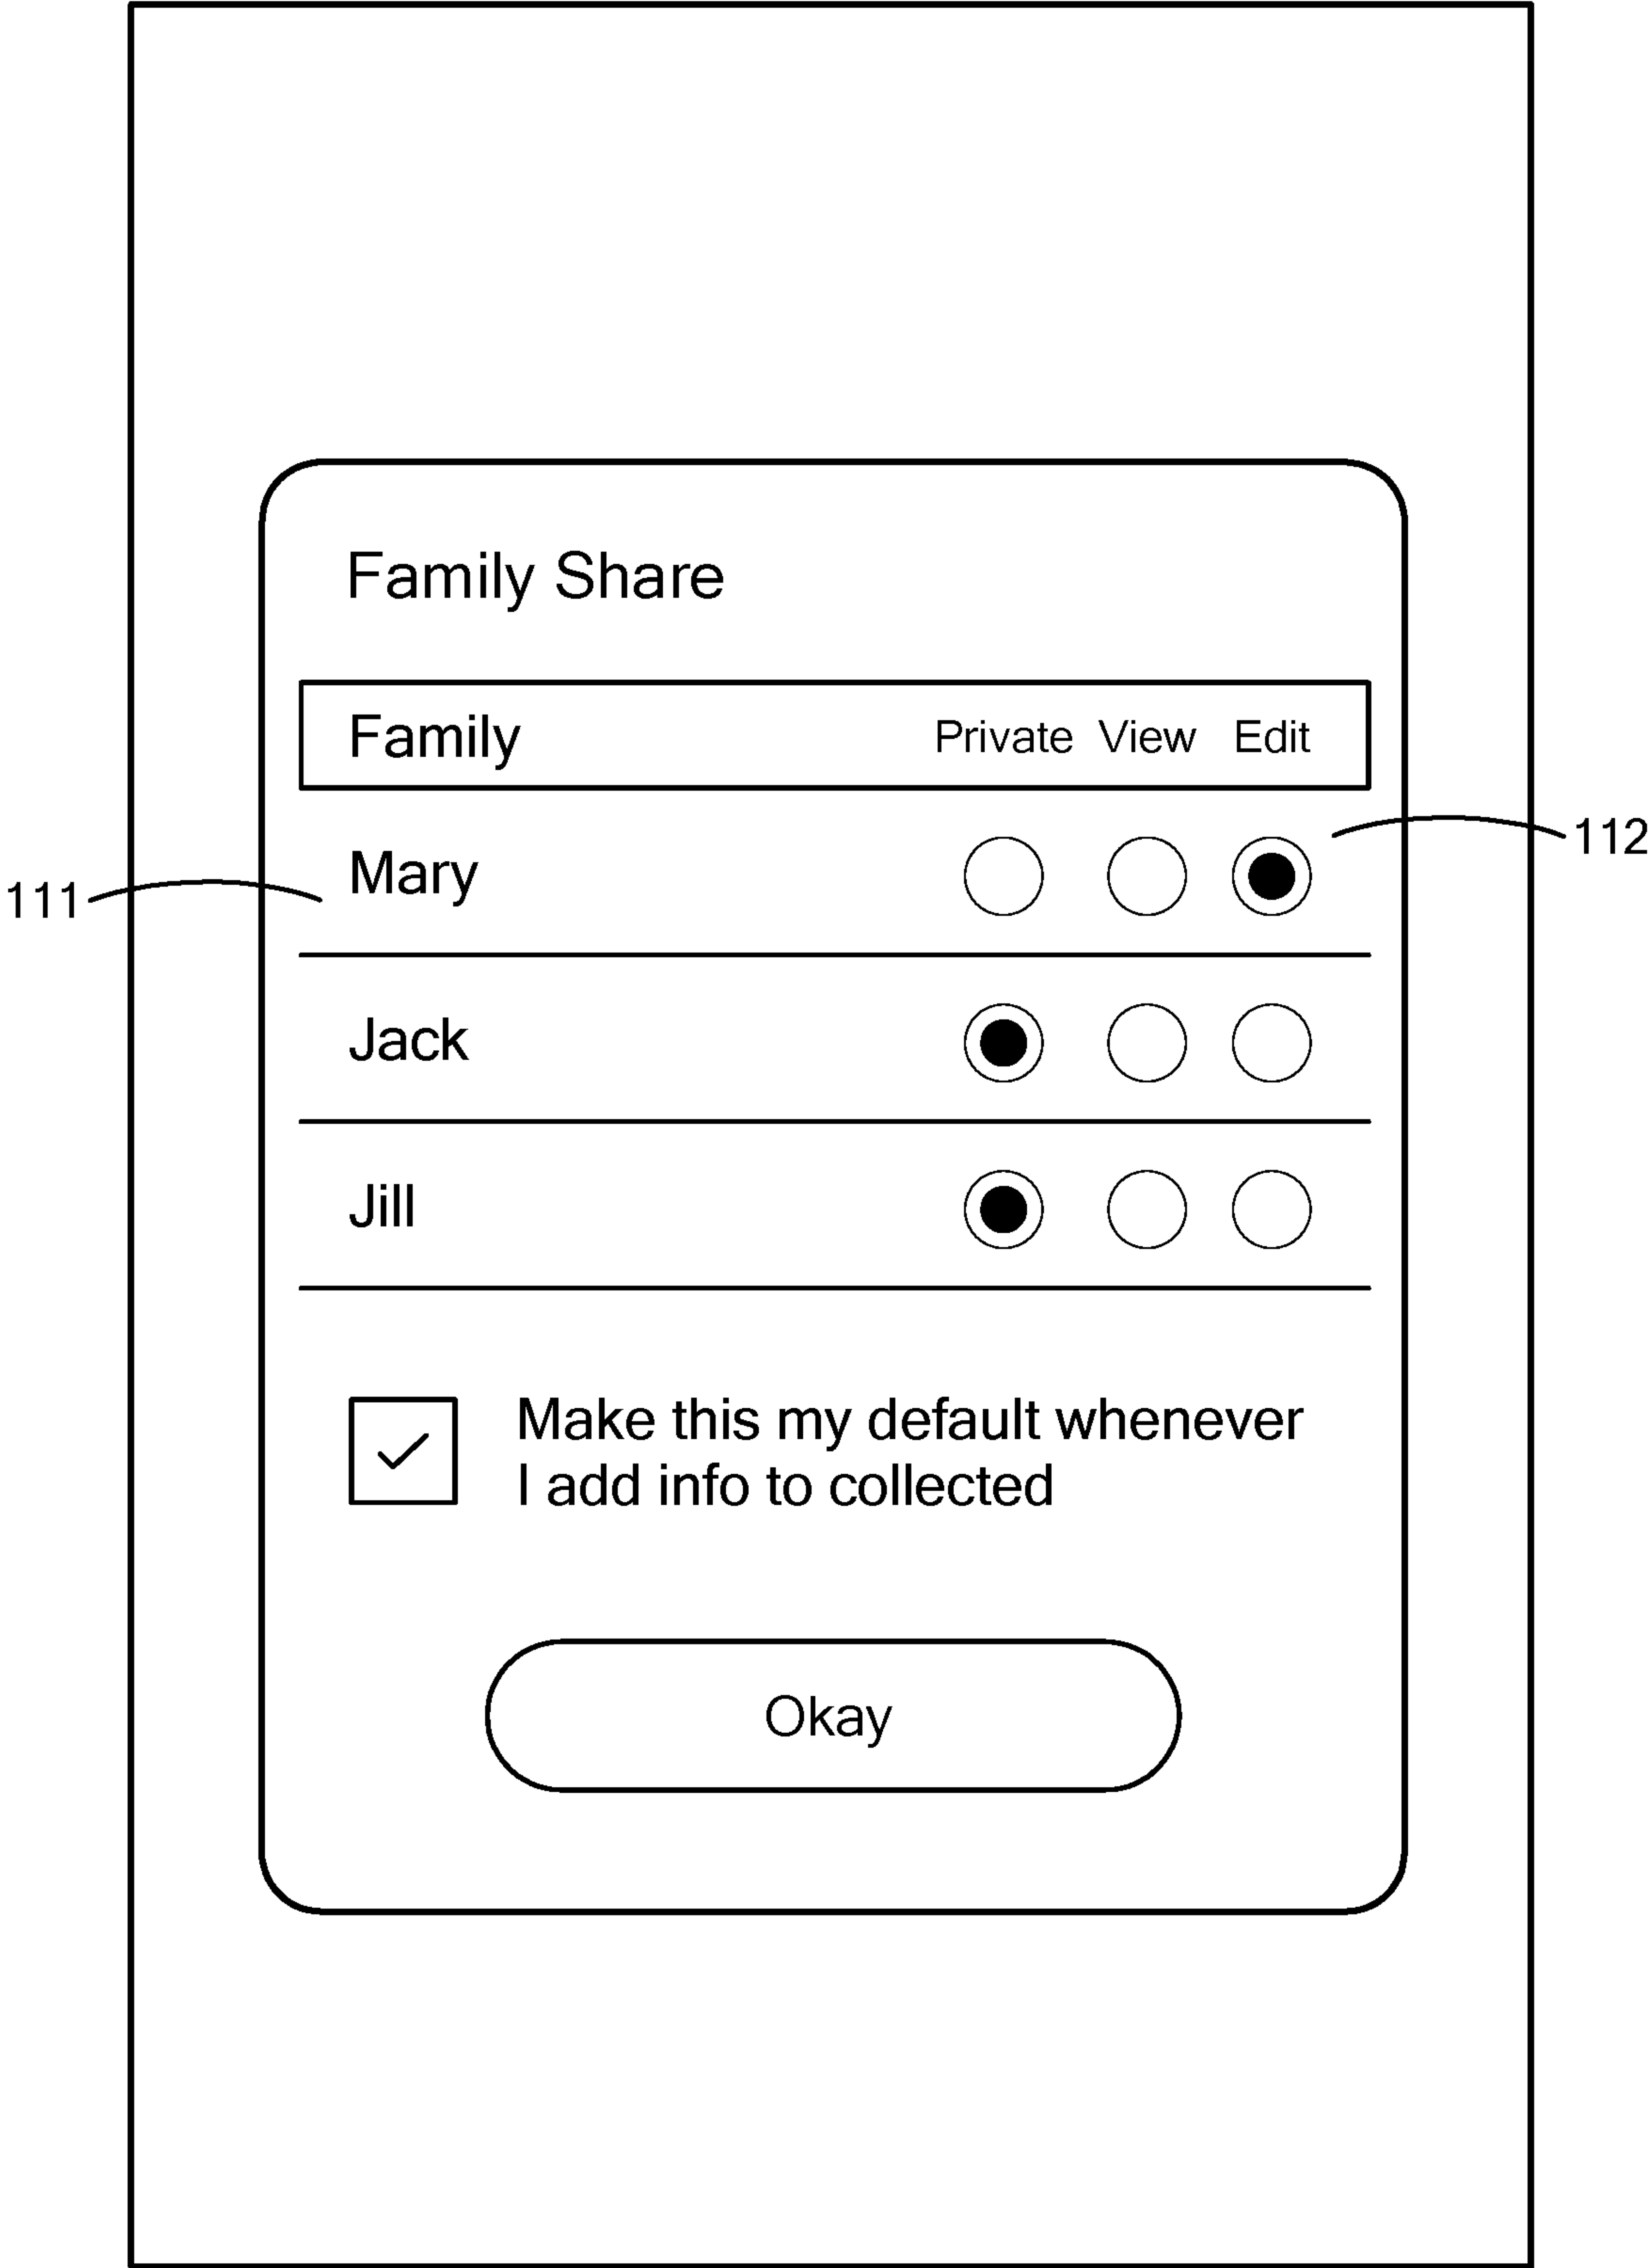 Family Share
Family Private View Edit
112
Mary
111
Jack
Jill
Make this my default whenever
I add info to collected
Okay